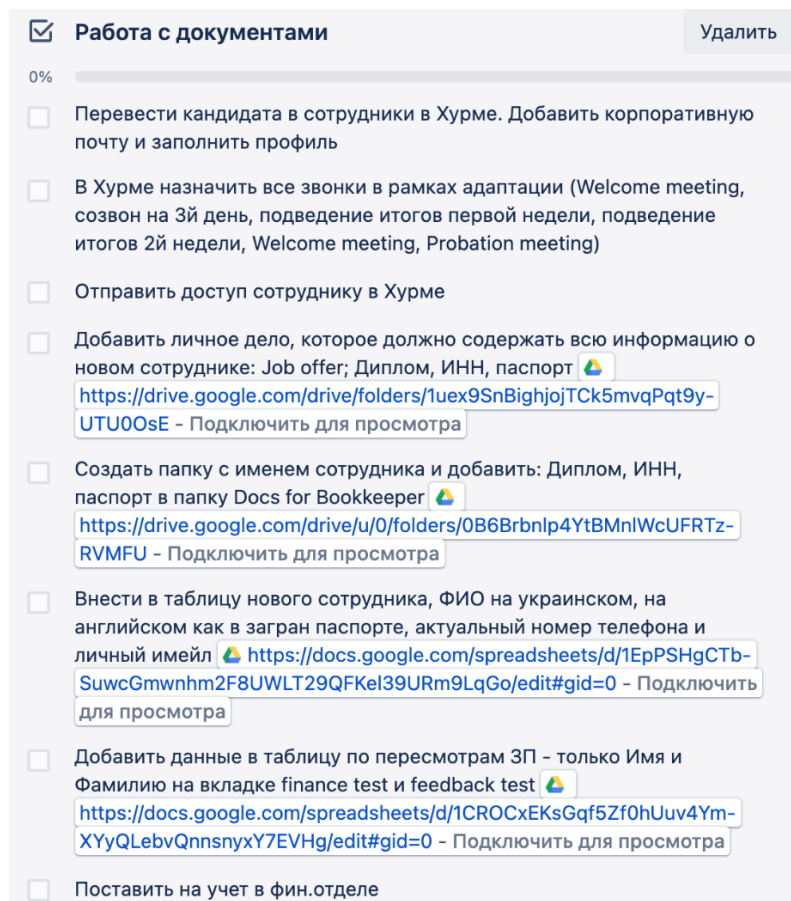 Работа с документами
Удалить
0%
Перевести кандидата в сотрудники в Хурме. Добавить корпоративную
почту и заполнить профиль
В Хурме назначить все звонки в рамках адаптации (Welcome meeting,
созвон на 3й день, подведение итогов первой недели, подведение
итогов 2й недели, Welcome meeting, Probation meeting)
Отправить доступ сотруднику в Хурме
Добавить личное дело, которое должно содержать всю информацию о
новом сотруднике: Job offer; Диплом, ИНН, паспорт
https://drive.google.com/drive/folders/1uex9SnBighjojTCk5mvqPqt9y-
UTU0OsE - Подключить для просмотра
Создать папку с именем сотрудника и добавить: Диплом, ИНН,
паспорт в папку Docs for Bookkeeper
https://drive.google.com/drive/u/0/folders/0B6Brbnlp4YtBMnlWcUFRTz-
RVMFU - Подключить для просмотра
Внести в таблицу нового сотрудника, ФИО на украинском, на
английском как в загран паспорте, актуальный номер телефона и
личный имейл https://docs.google.com/spreadsheets/d/1EpPSHgCTb-
SuwcGmwnhm2F8UWLT29QFKel39URm9LqGo/edit#gid=0 - Подключить
для просмотра
Добавить данные в таблицу по пересмотрам ЗП - только Имя и
Фамилию на вкладке finance test и feedback test
https://docs.google.com/spreadsheets/d/1CROCxEKsGqf5Zf0hUuv4Ym-
XYyQLebvQnnsnyxY7EVHg/edit#gid=0 - Подключить для просмотра
Поставить на учет в фин.отделе